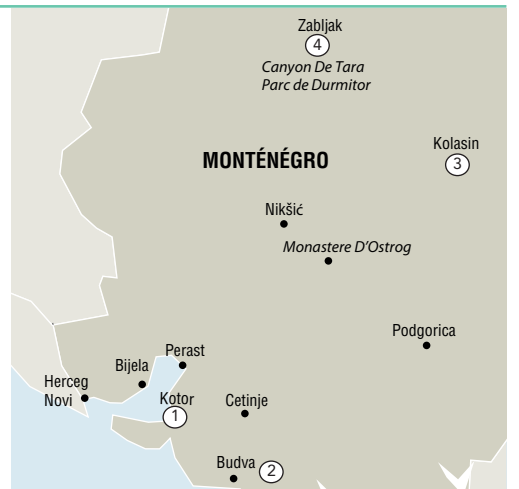 Zabljak
4
Canyon De Tara
Parc de Durmitor
Kolasin
3
MONTÉNÉGRO
Nikšić
Monastere D'Ostrog
Podgorica
Perast
Bijela
Herceg
Novi
Kotor
1
Cetinje
Budva 2